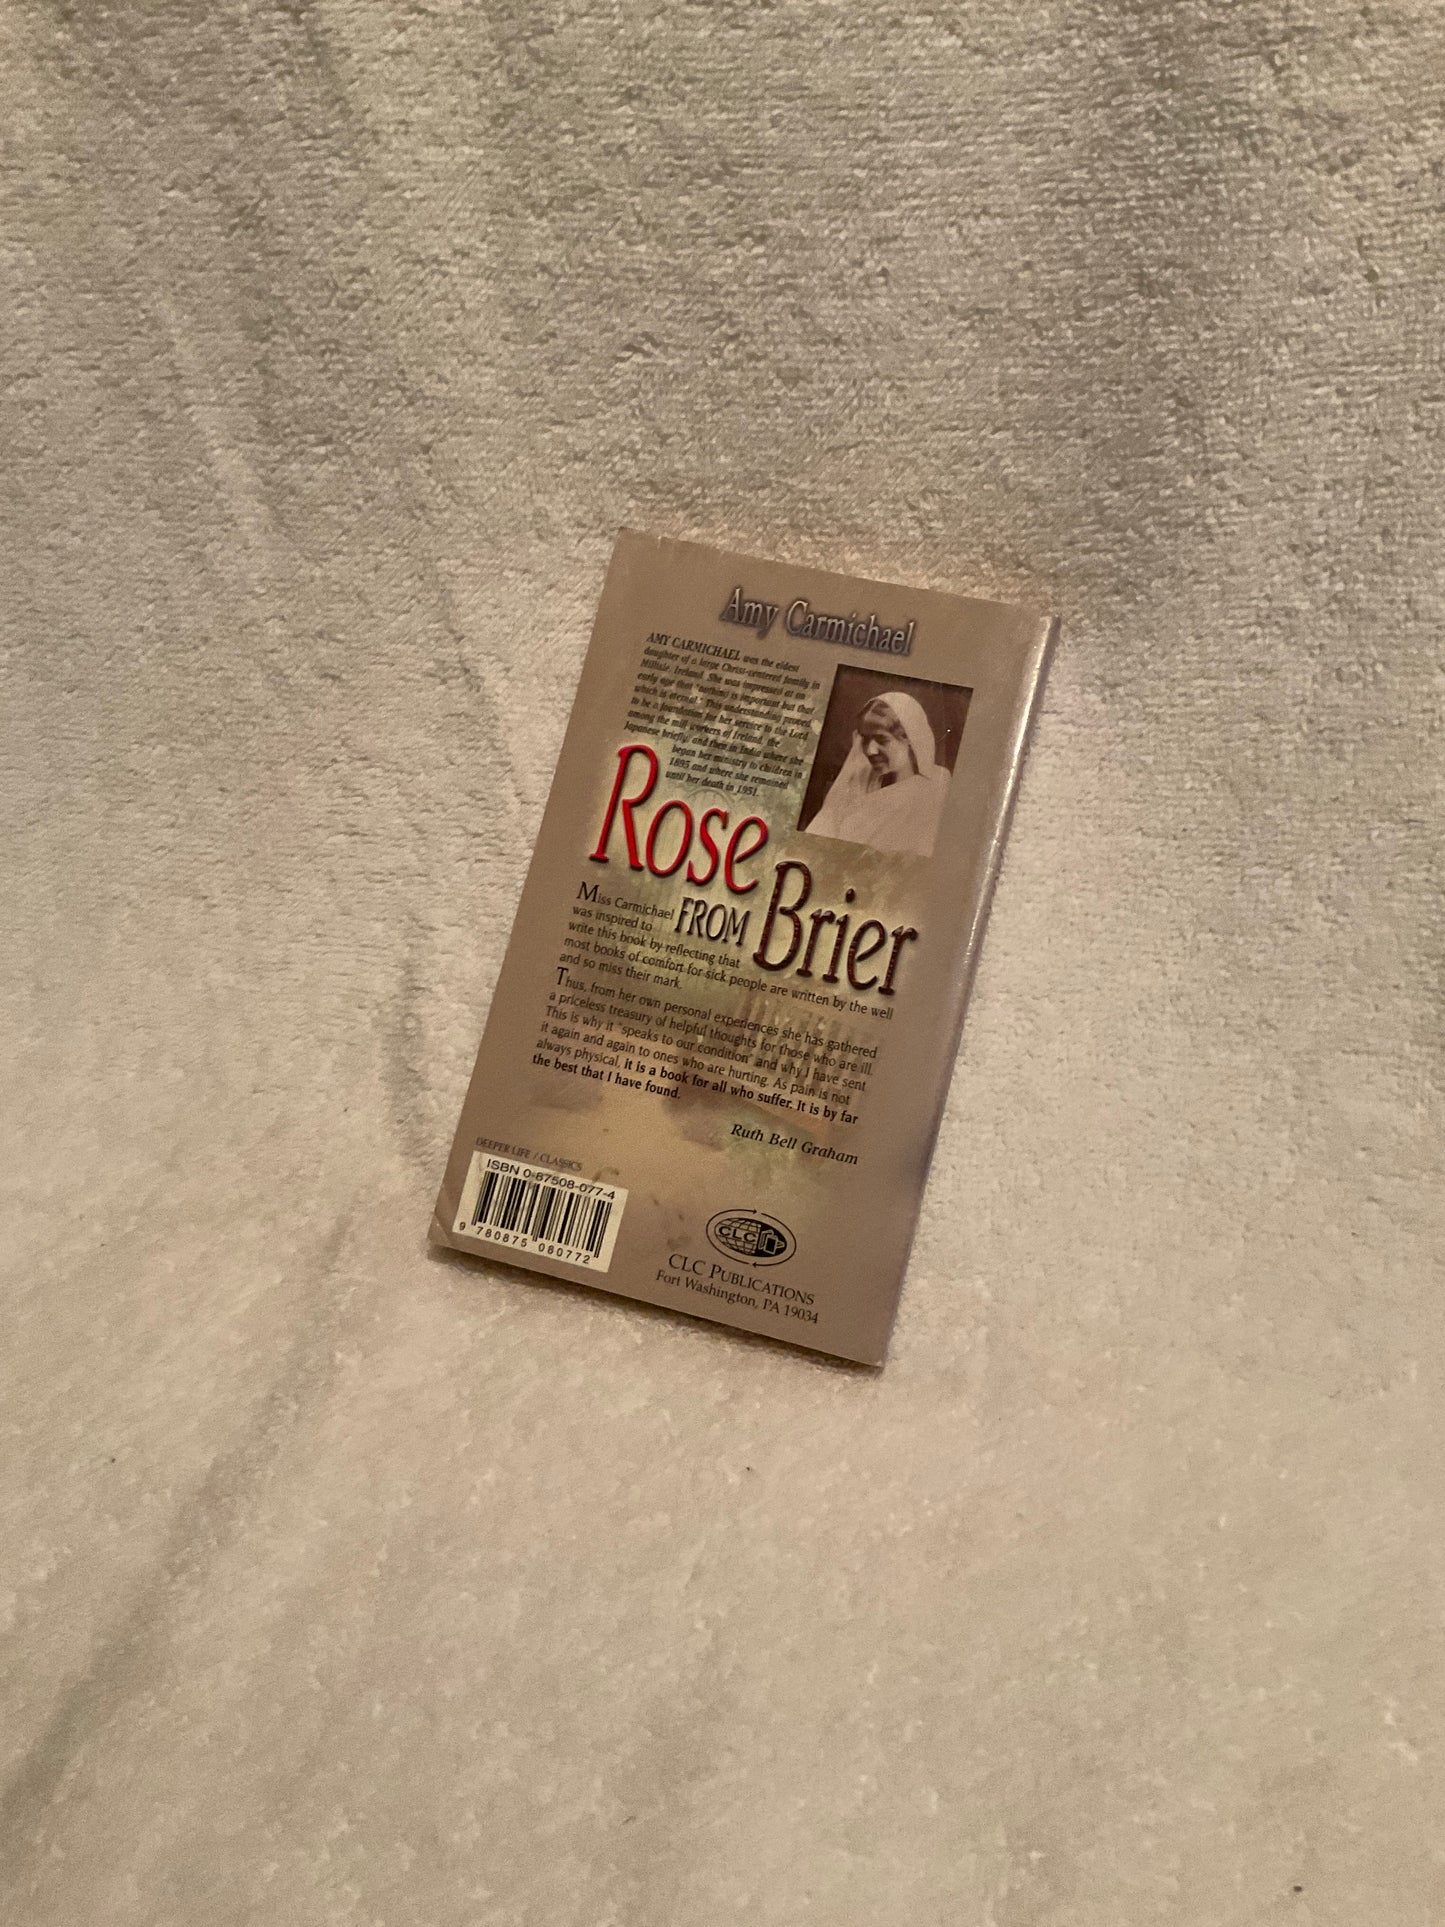 Amy Carmichael
AMY CARMICHAEL was the eldest
daughter of a large Christ-centered family in
Millisle, Ireland. She was impressed at an
early age that "nothing is important but that
which is eternal." This understanding proved
to be a foundation for her service to the Lord
among the mill workers of Ireland, the
Japanese briefly, and then in India where she
began her ministry to children in
1895 and where she remained
until her death in 1951.
Rose
FROM Brier
Miss Carmichael
was inspired to
write this book by reflecting that
most books of comfort for sick people are written by the well
and so miss their mark.
Thus, from her own personal experiences she has gathered
a priceless treasury of helpful thoughts for those who are ill.
This is why it "speaks to our condition" and why I have sent
it again and again to ones who are hurting. As pain is not
always physical, it is a book for all who suffer. It is by far
the best that I have found.
Ruth Bell Graham
DEEPER LIFE / CLASSICS
ISBN 0-87508-077-4
9 780875 080772
CLC
CLC PUBLICATIONS
Fort Washington, PA 19034